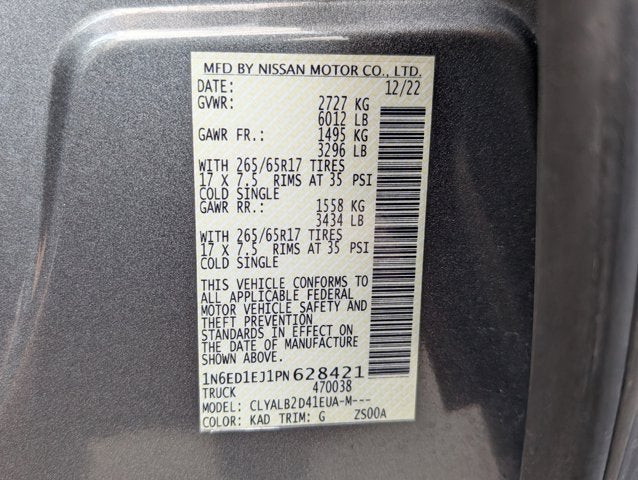 MFD BY NISSAN MOTOR CO., LTD.
DATE: 12/22
GVWR: 2727 KG
6012 LB
GAWR FR.: 1495 KG
3296 LB
WITH 265/65R17 TIRES
17 X 7.5 RIMS AT 35 PSI
COLD SINGLE
GAWR RR.: 1558 KG
3434 LB
WITH 265/65R17 TIRES
17 X 7.5 RIMS AT 35 PSI
COLD SINGLE
THIS VEHICLE CONFORMS TO
ALL APPLICABLE FEDERAL
MOTOR VEHICLE SAFETY AND
THEFT PREVENTION
STANDARDS IN EFFECT ON
THE DATE OF MANUFACTURE
SHOWN ABOVE.
1N6ED1EJ1PN628421
TRUCK 470038
MODEL: CLYALB2D41EUA-M---
COLOR: KAD TRIM: G ZS00A